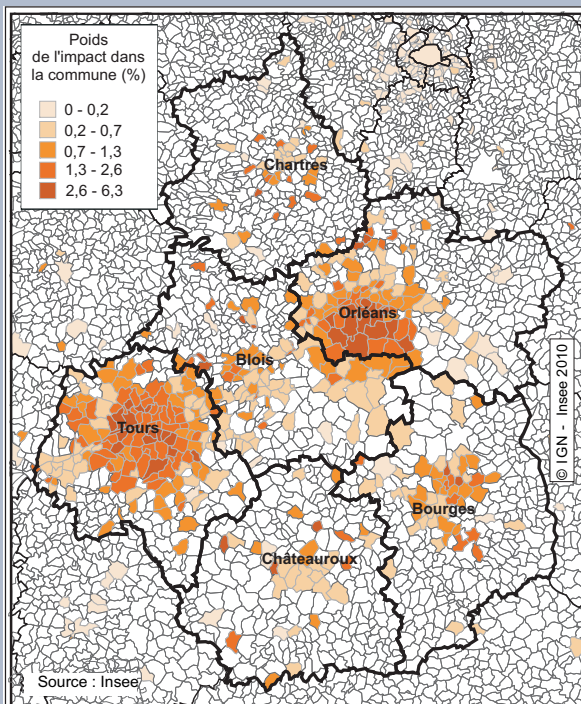 Poids
de l'impact dans
la commune (%)
0 - 0,2
0,2 - 0,7
0,7 - 1,3
1,3 - 2,6
2,6 - 6,3
Chartres
Orléans
Blois
Tours
Bourges
Châteauroux
© IGN - Insee 2010
Source : Insee